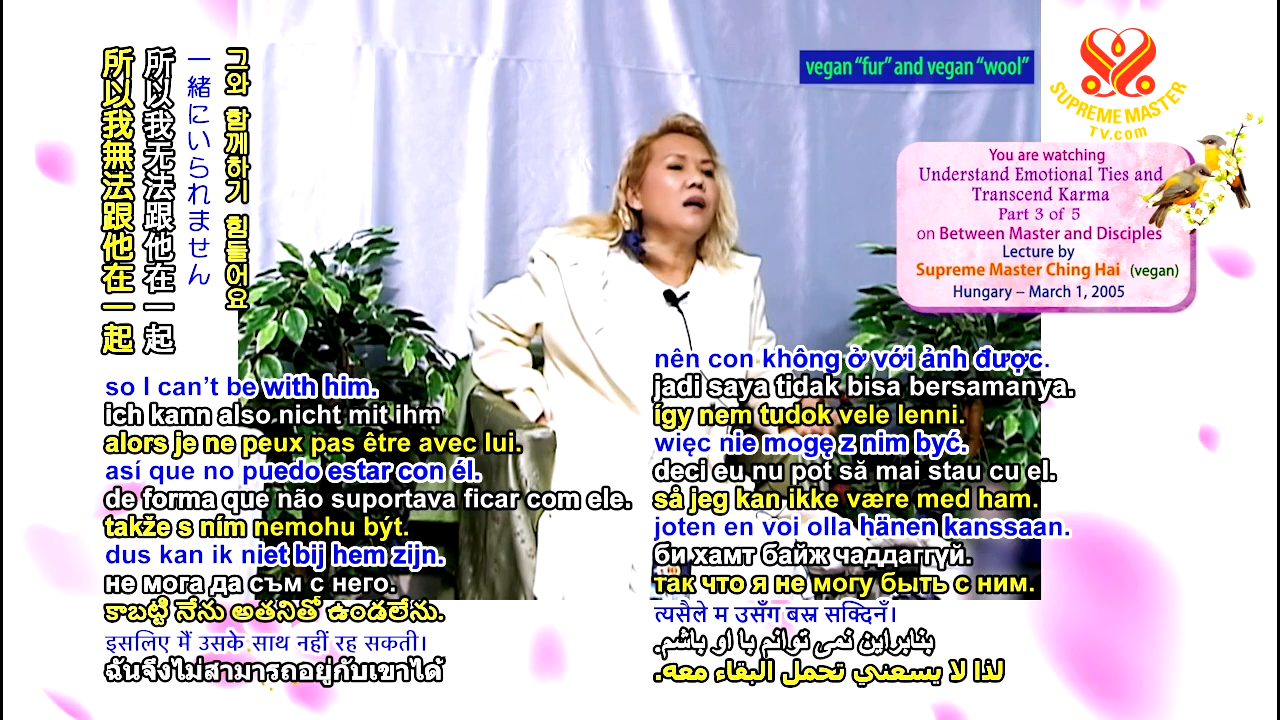 所以我無法跟他在一起
所以我无法跟他在一起
一緒にいられません
그와 함께하기 힘들어요
vegan “fur” and vegan “wool”
SUPREME MASTER
TV.com
You are watching
Understand Emotional Ties and
Transcend Karma
Part 3 of 5
on Between Master and Disciples
Lecture by
Supreme Master Ching Hai (vegan)
Hungary – March 1, 2005
so I can’t be with him.
ich kann also nicht mit ihm
alors je ne peux pas être avec lui.
así que no puedo estar con él.
de forma que não suportava ficar com ele.
takže s ním nemohu být.
dus kan ik niet bij hem zijn.
не мога да съм с него.
కాబట్టి నేను అతనితో ఉండలేను.
इसलिए मैं उसके साथ नहीं रह सकती।
ฉันจึงไม่สามารถอยู่กับเขาได้
nên con không ở với ảnh được.
jadi saya tidak bisa bersamanya.
így nem tudok vele lenni.
więc nie mogę z nim być.
deci eu nu pot să mai stau cu el.
så jeg kan ikke være med ham.
joten en voi olla hänen kanssaan.
би хамт байж чаддаггүй.
так что я не могу быть с ним.
त्यसैले म उसँग बस्न सक्दिनँ।
بنابراین نمی توانم با او باشم.
لذا لا يسعني تحمل البقاء معه.